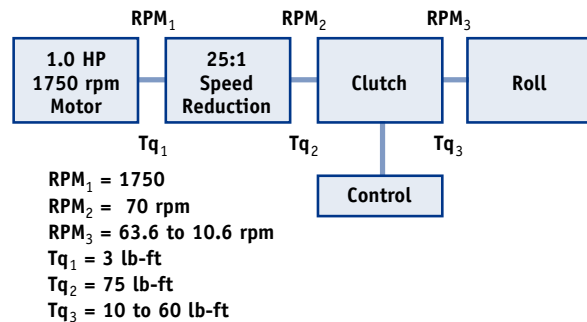 RPM₁ RPM₂ RPM₃
1.0 HP
1750 rpm
Motor
25:1
Speed
Reduction
Clutch
Roll
Tq₁ Tq₂ Tq₃
Control
RPM₁ = 1750
RPM₂ = 70 rpm
RPM₃ = 63.6 to 10.6 rpm
Tq₁ = 3 lb-ft
Tq₂ = 75 lb-ft
Tq₃ = 10 to 60 lb-ft